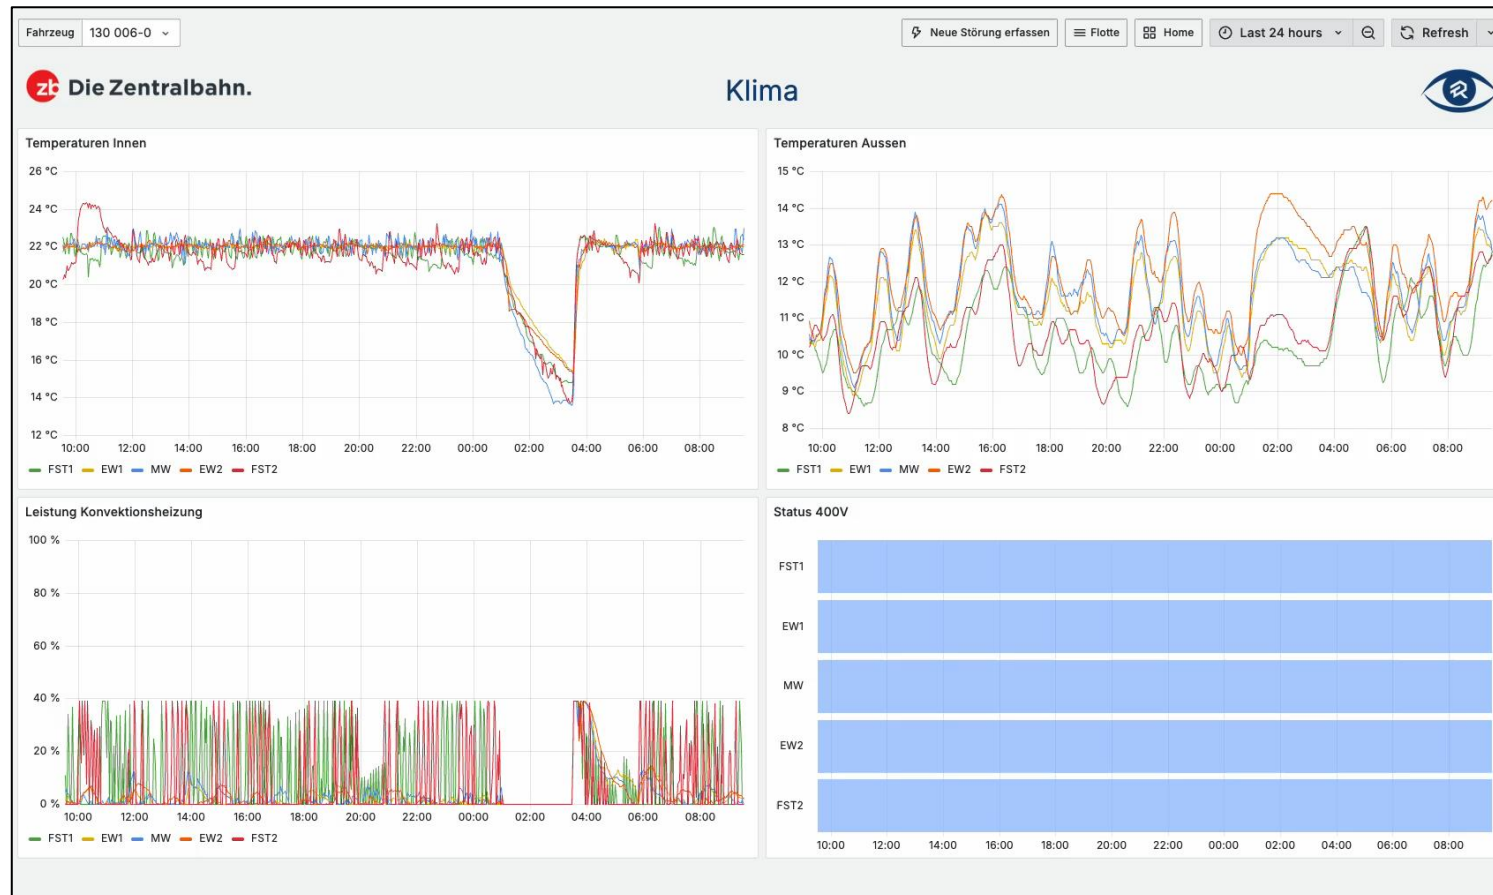 Fahrzeug 130 006-0 Neue Störung erfassen Flotte Home Last 24 hours Refresh
zb Die Zentralbahn.
Klima
Temperaturen Innen
26 °C
24 °C
22 °C
20 °C
18 °C
16 °C
14 °C
12 °C
10:00 12:00 14:00 16:00 18:00 20:00 22:00 00:00 02:00 04:00 06:00 08:00
FST1 EW1 MW EW2 FST2
Temperaturen Aussen
15 °C
14 °C
13 °C
12 °C
11 °C
10 °C
9 °C
8 °C
10:00 12:00 14:00 16:00 18:00 20:00 22:00 00:00 02:00 04:00 06:00 08:00
FST1 EW1 MW EW2 FST2
Leistung Konvektionsheizung
100 %
80 %
60 %
40 %
20 %
0 %
10:00 12:00 14:00 16:00 18:00 20:00 22:00 00:00 02:00 04:00 06:00 08:00
FST1 EW1 MW EW2 FST2
Status 400V
FST1
EW1
MW
EW2
FST2
10:00 12:00 14:00 16:00 18:00 20:00 22:00 00:00 02:00 04:00 06:00 08:00